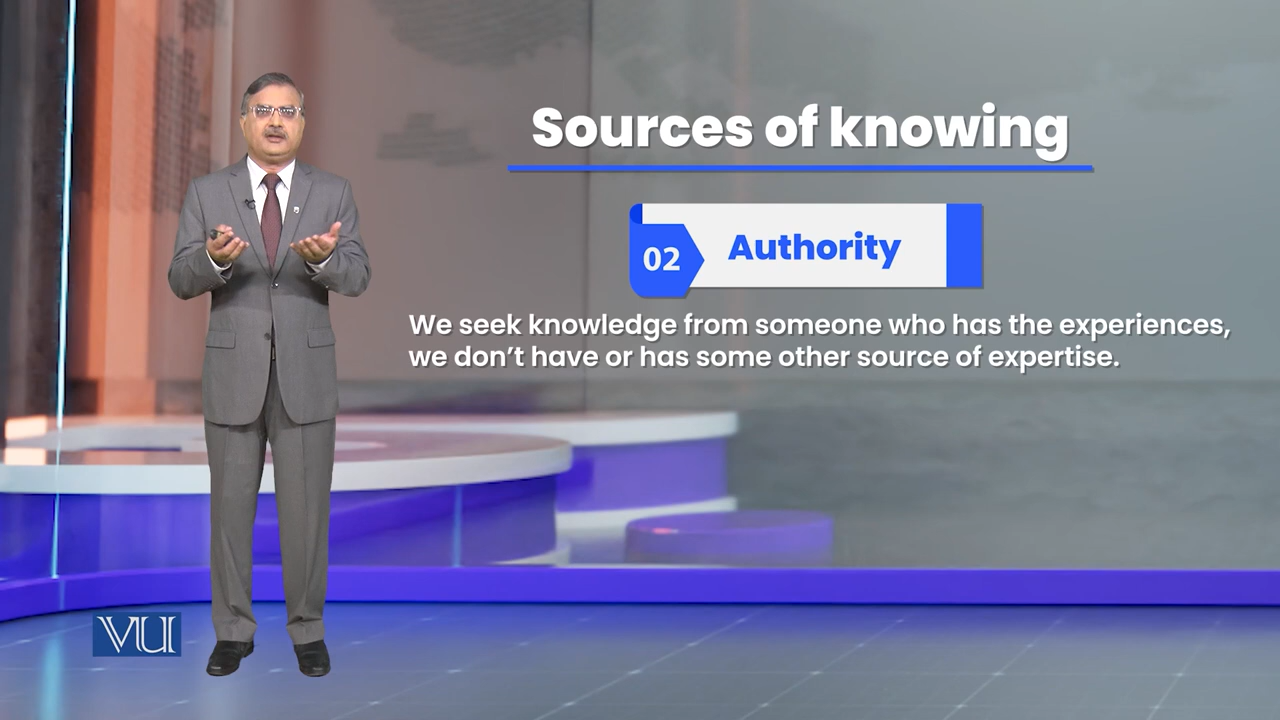 Sources of knowing
02
Authority
We seek knowledge from someone who has the experiences,
we don’t have or has some other source of expertise.
VU